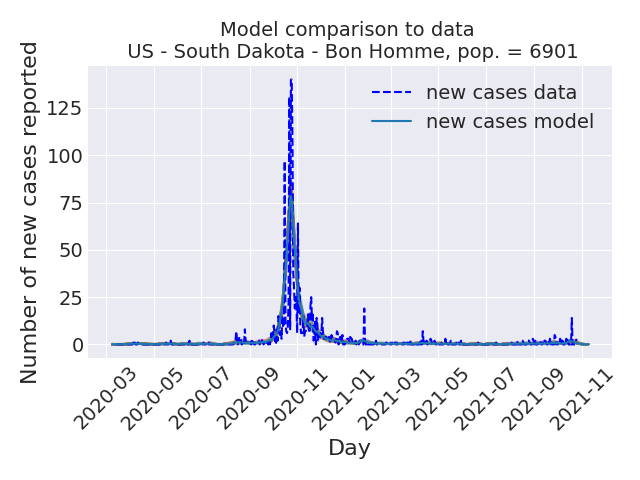 Model comparison to data
US - South Dakota - Bon Homme, pop. = 6901
Number of new cases reported
125
100
75
50
25
0
new cases data
new cases model
2020-03
2020-05
2020-07
2020-09
2020-11
2021-01
2021-03
2021-05
2021-07
2021-09
2021-11
Day